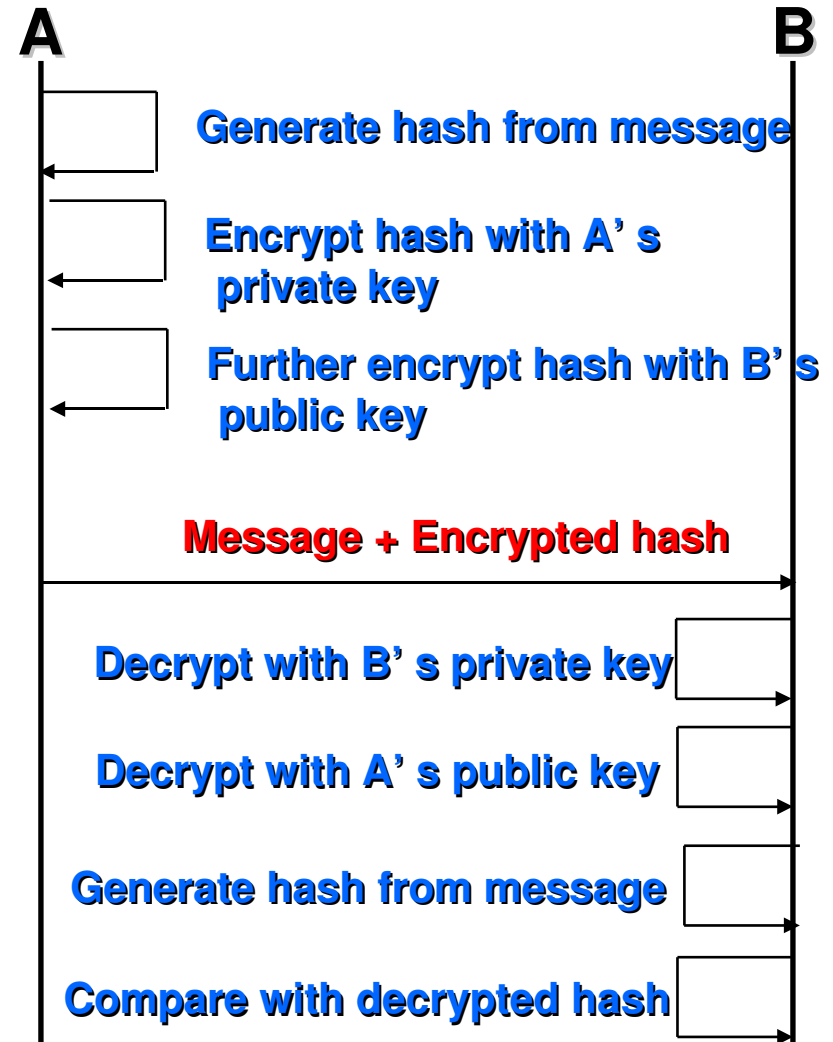 A
B
Generate hash from message
Encrypt hash with A’ s
private key
Further encrypt hash with B’ s
public key
Message + Encrypted hash
Decrypt with B’ s private key
Decrypt with A’ s public key
Generate hash from message
Compare with decrypted hash